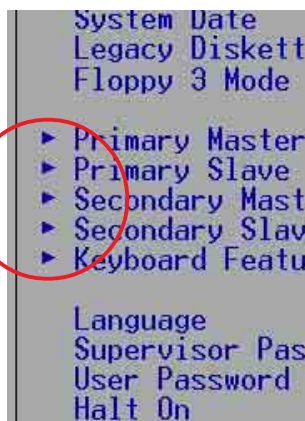 System Date
Legacy Diskett
Floppy 3 Mode
Primary Master
Primary Slave
Secondary Mast
Secondary Slav
Keyboard Featu
Language
Supervisor Pas
User Password
Halt On